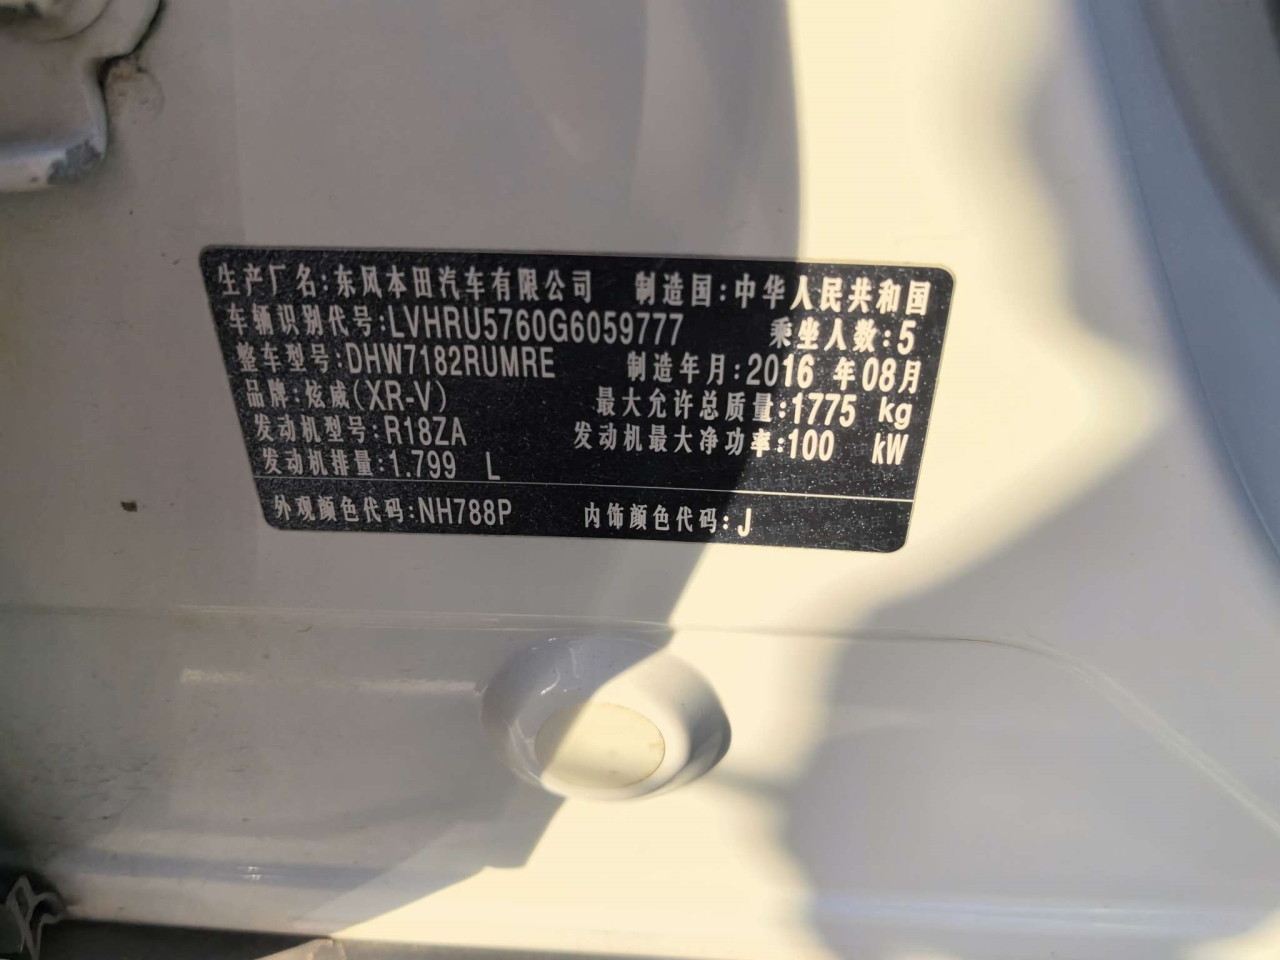 生产厂名:东风本田汽车有限公司 制造国:中华人民共和国
车辆识别代号:LVHRU5760G6059777 乘坐人数:5
整车型号:DHW7182RUMRE 制造年月:2016 年08月
品牌:炫威(XR-V) 最大允许总质量:1775 kg
发动机型号:R18ZA 发动机最大净功率:100 kW
发动机排量:1.799 L
外观颜色代码:NH788P 内饰颜色代码:J